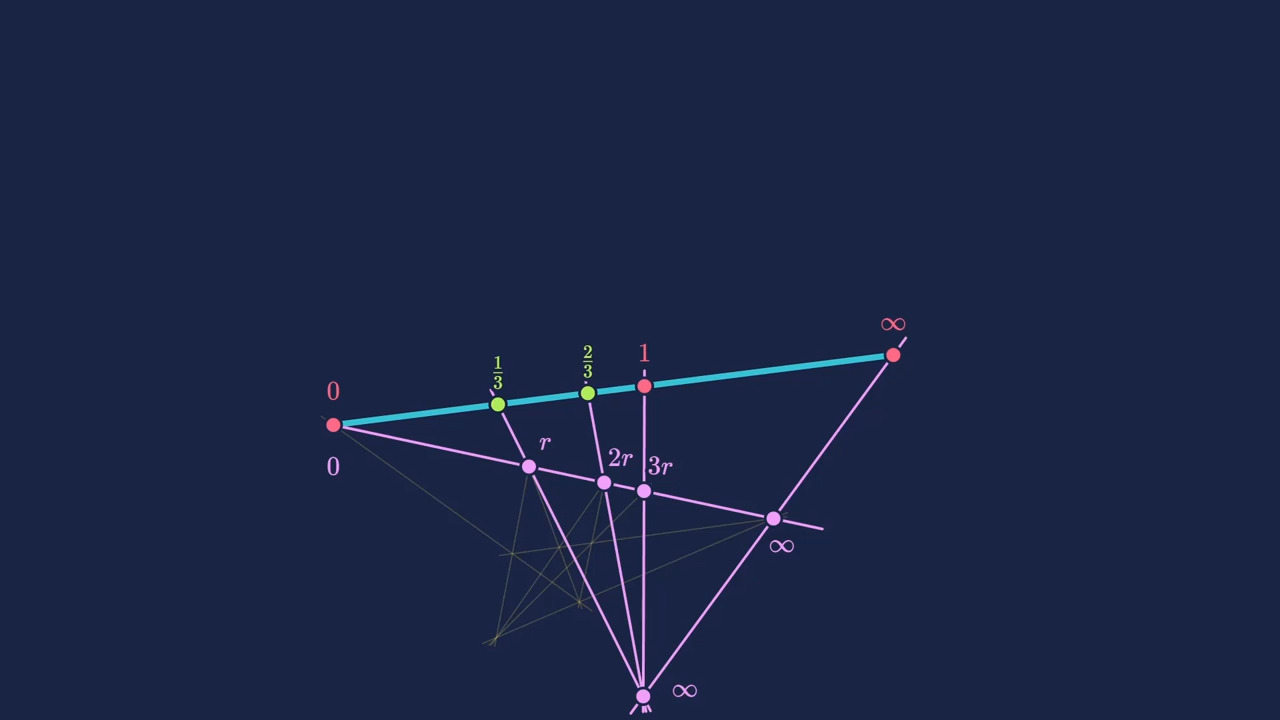 ∞
1
2/3
1/3
0
r
2r
3r
0
∞
∞